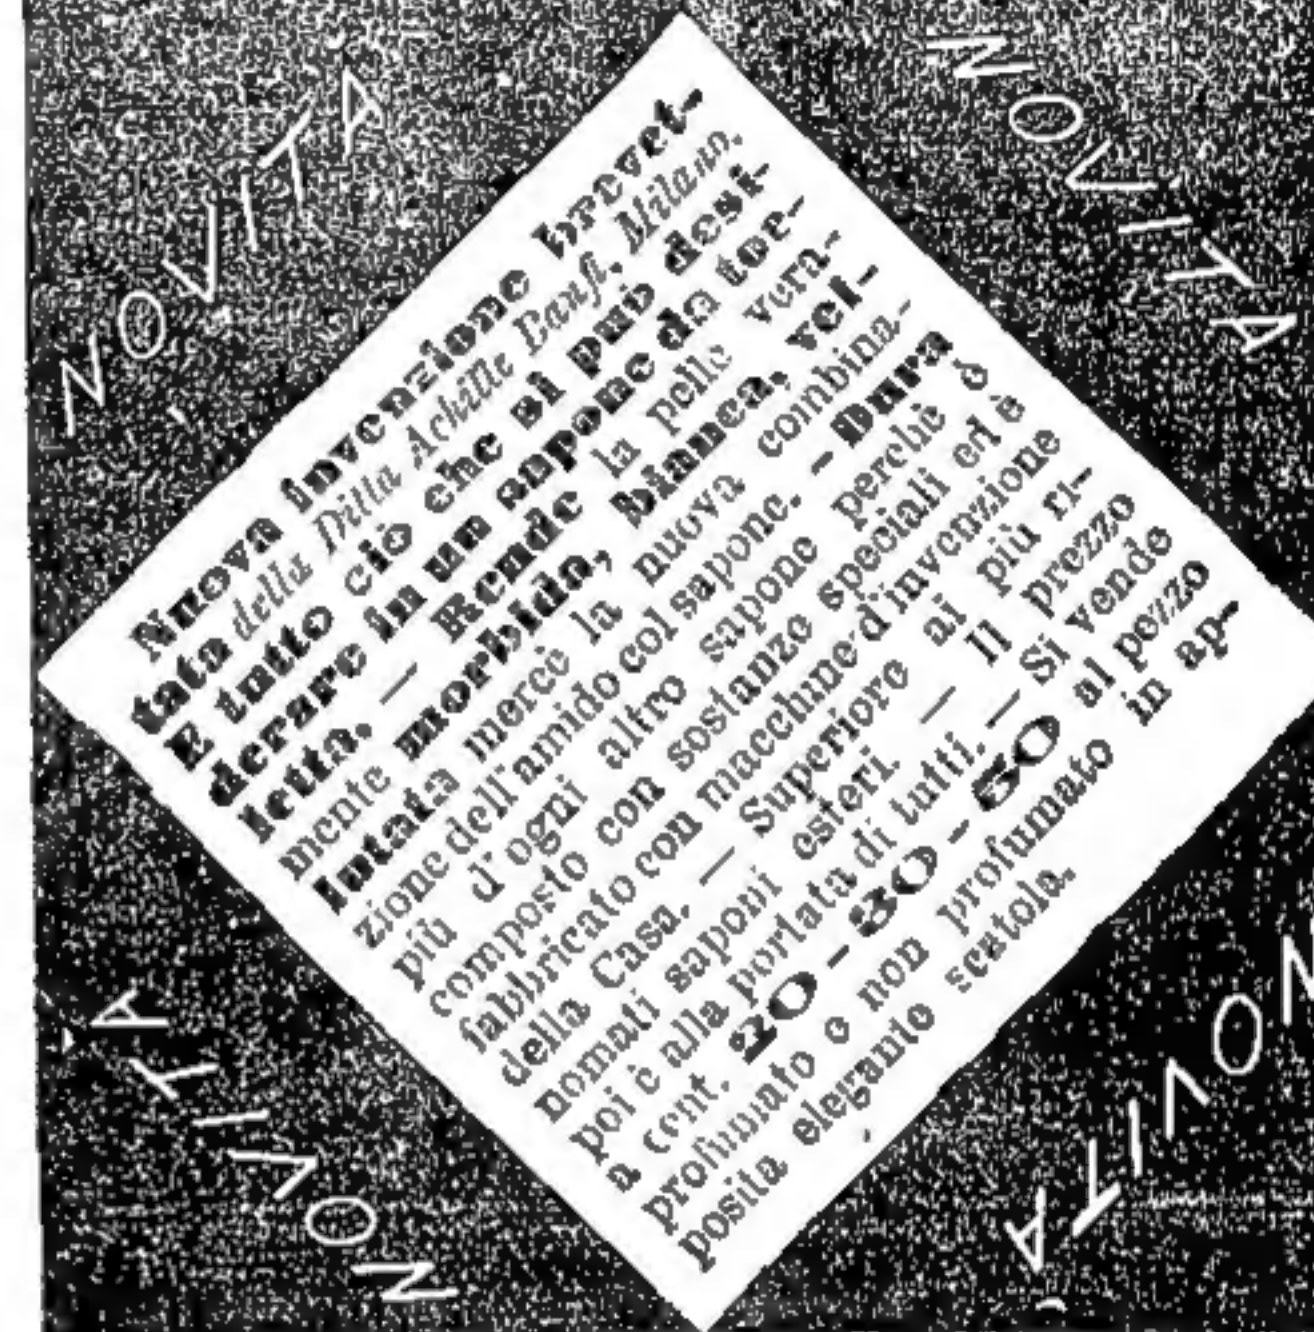 NOVITÀ
NOVITÀ
Nuova invenzione brevet-
tata della Ditta Achille Banfi, Milano.
È tutto ciò che si può desi-
derare in un sapone da toe-
letta. — Rende la pelle vera-
mente morbida, bianca, vel-
lutata mercè la nuova combina-
zione dell'amido col sapone. — Dura
più d'ogni altro sapone perchè è
composto con sostanze speciali ed è
fabbricato con macchine d'invenzione
della Casa. — Superiore ai più ri-
nomati saponi esteri. — Il prezzo
poi è alla portata di tutti. — Si vende
a cent. 20 - 30 - 50 al pezzo
profumato e non profumato in ap-
posita elegante scatola.
NOVITÀ
NOVITÀ